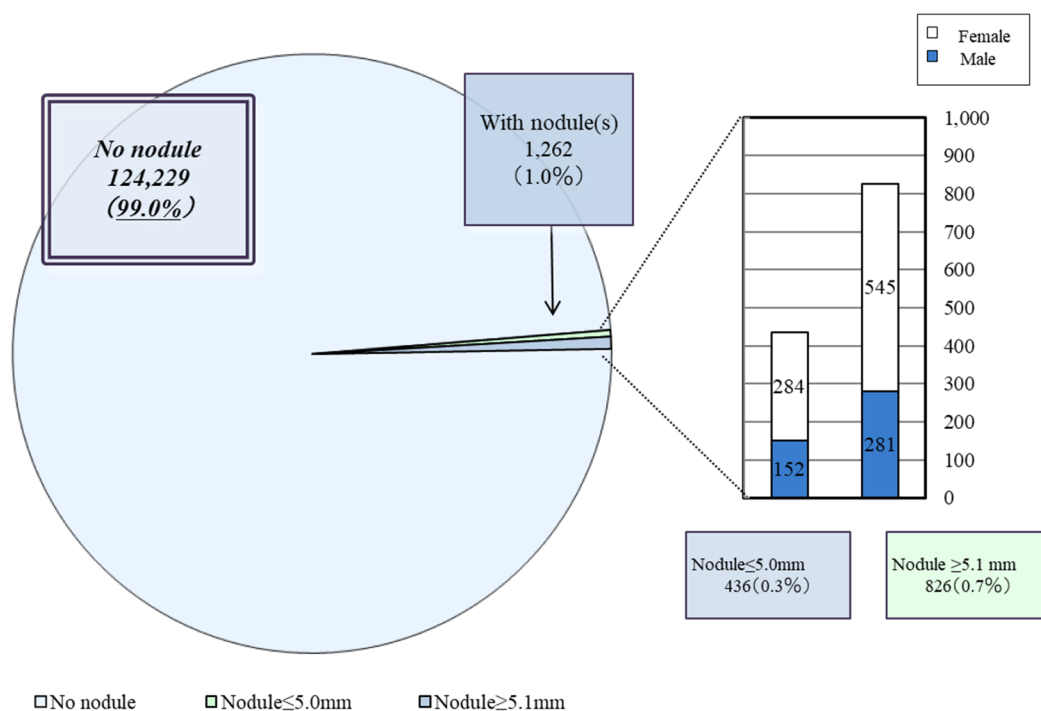 Female
Male
No nodule
124,229
(99.0%)
With nodule(s)
1,262
(1.0%)
1,000
900
800
700
600
500
400
300
200
100
0
545
284
281
152
Nodule≤5.0mm
436(0.3%)
Nodule ≥5.1 mm
826(0.7%)
No nodule
Nodule≤5.0mm
Nodule≥5.1mm